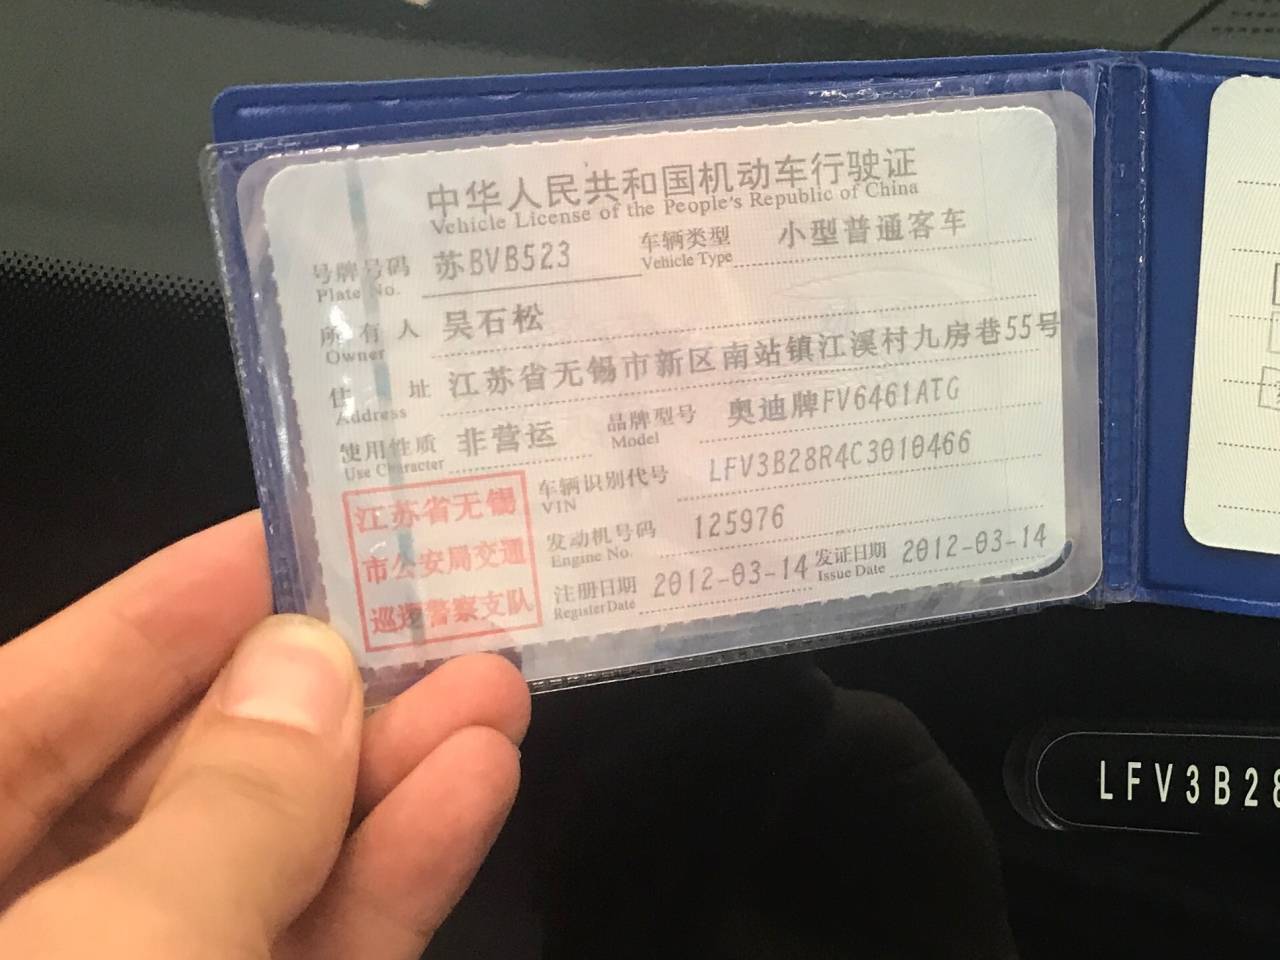 中华人民共和国机动车行驶证
Vehicle License of the People's Republic of China
号牌号码 苏BVB523 车辆类型 小型普通客车
Plate No. Vehicle Type
所有人 吴石松
Owner
住址 江苏省无锡市新区南站镇江溪村九房巷55号
Address
使用性质 非营运 品牌型号 奥迪牌FV6461ATG
Use Character Model
车辆识别代号 LFV3B28R4C3010466
VIN
发动机号码 125976
Engine No.
注册日期 2012-03-14 发证日期 2012-03-14
Register Date Issue Date
江苏省无锡
市公安局交通
巡逻警察支队
LFV3B28